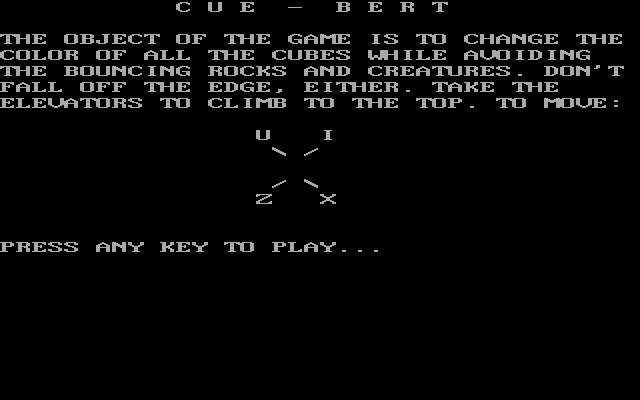 C U E - B E R T
THE OBJECT OF THE GAME IS TO CHANGE THE
COLOR OF ALL THE CUBES WHILE AVOIDING
THE BOUNCING ROCKS AND CREATURES. DON'T
FALL OFF THE EDGE, EITHER. TAKE THE
ELEVATORS TO CLIMB TO THE TOP. TO MOVE:
U I
Z X
PRESS ANY KEY TO PLAY...